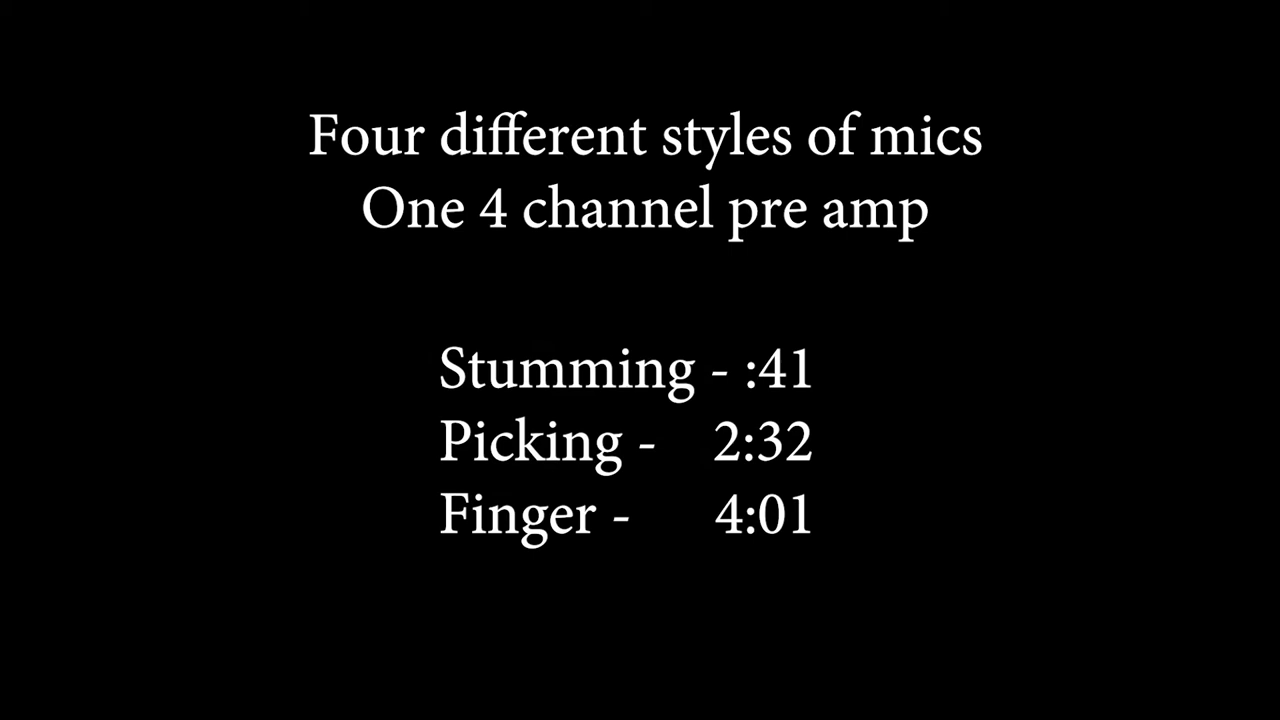 Four different styles of mics
One 4 channel pre amp
Stumming - :41
Picking - 2:32
Finger - 4:01